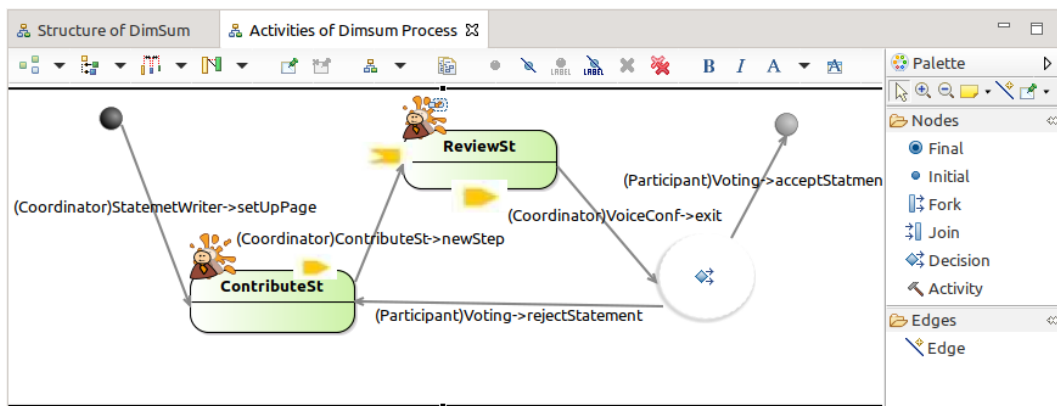 Structure of DimSum
Activities of Dimsum Process
LABEL
LABEL
B I A A
Palette
Nodes
Final
Initial
Fork
Join
Decision
Activity
Edges
Edge
ReviewSt
(Participant)Voting->acceptStatmen
(Coordinator)StatemetWriter->setUpPage
(Coordinator)VoiceConf->exit
(Coordinator)ContributeSt->newStep
ContributeSt
(Participant)Voting->rejectStatement